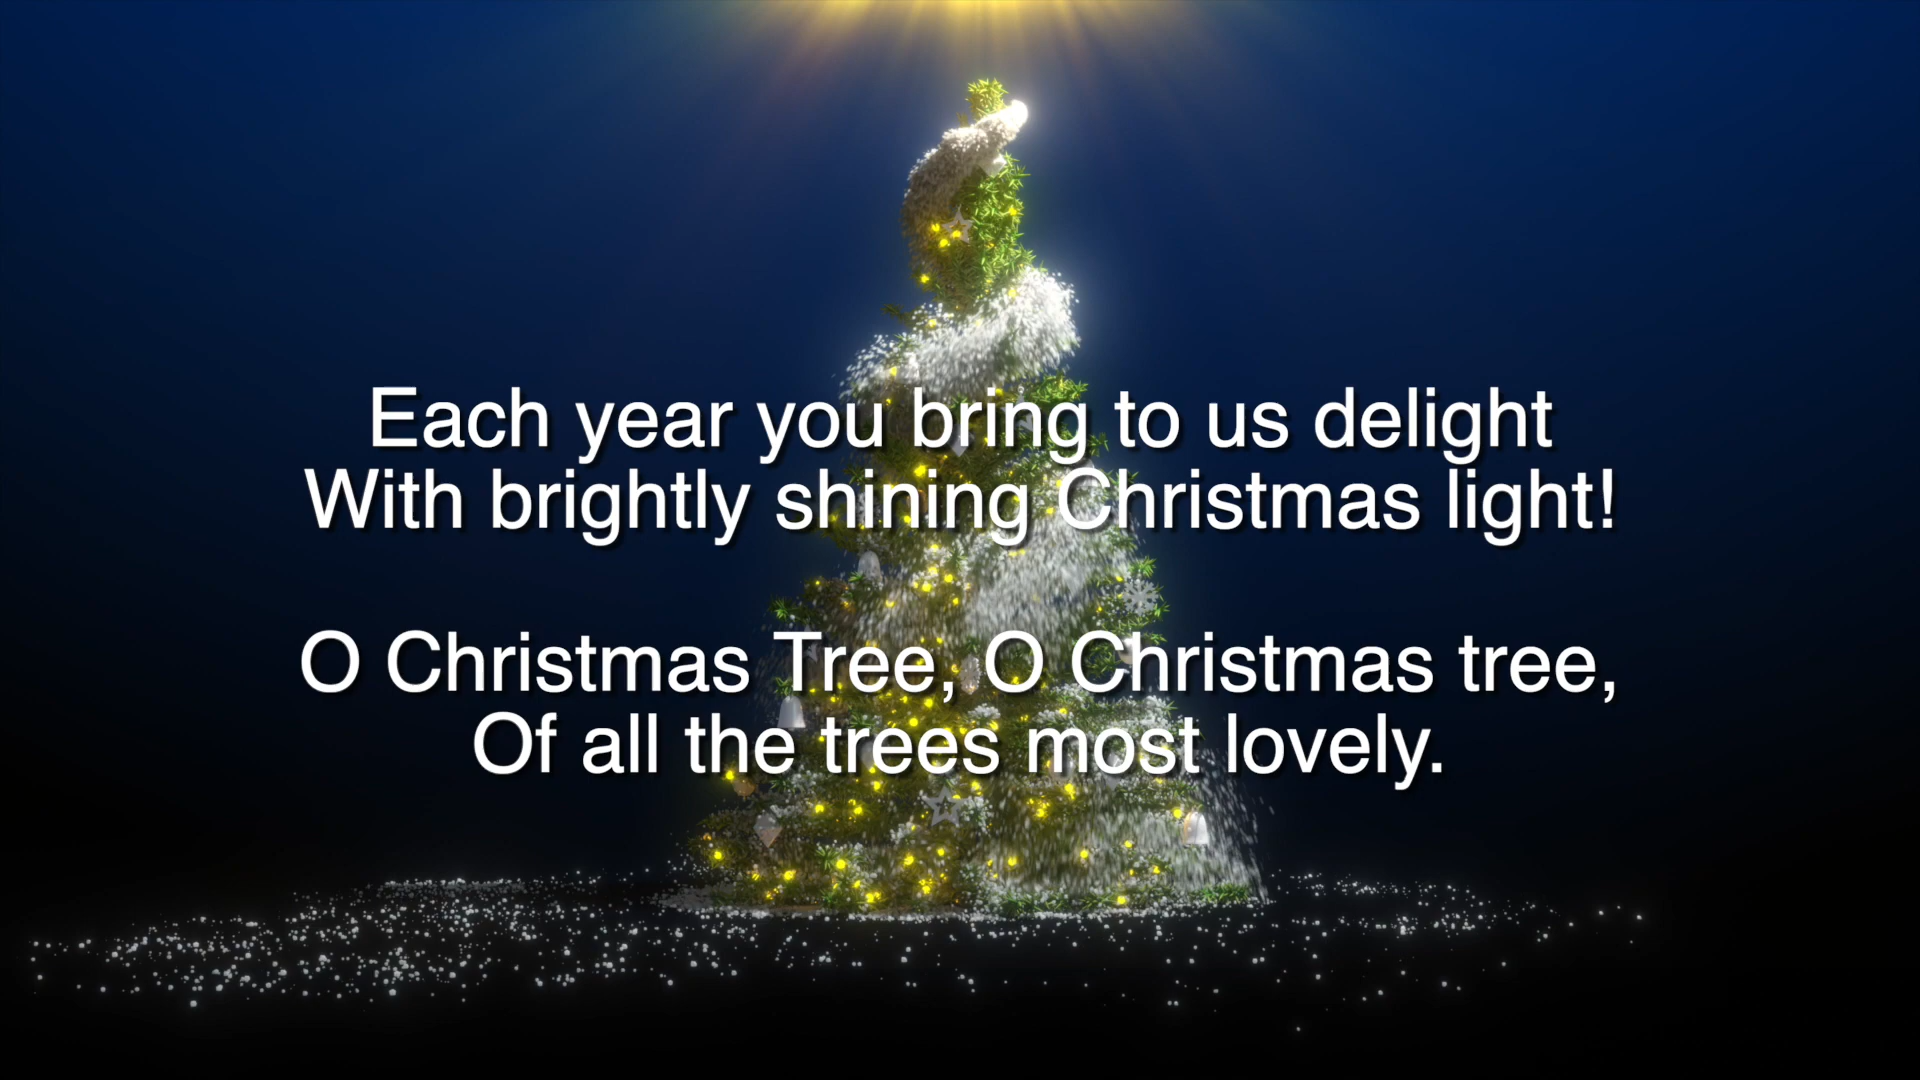 Each year you bring to us delight
With brightly shining Christmas light!
O Christmas Tree, O Christmas tree,
Of all the trees most lovely.